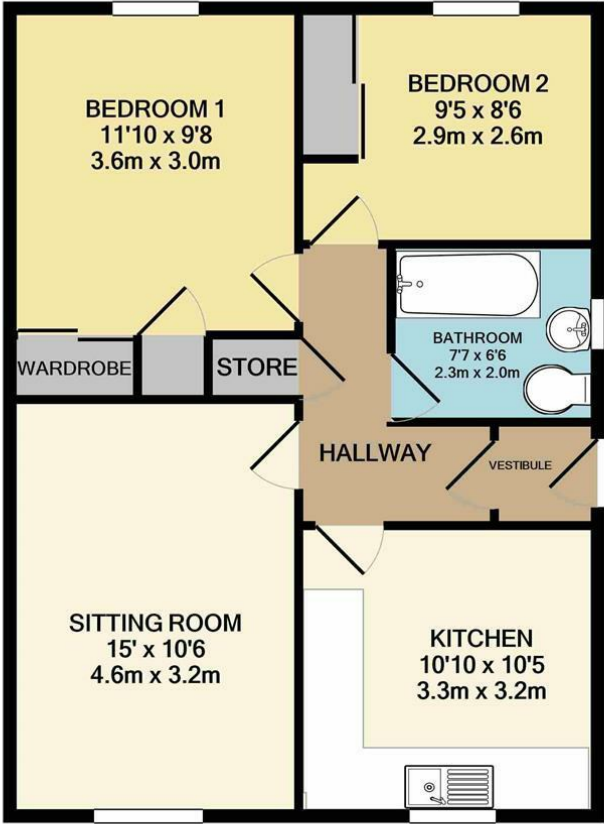 BEDROOM 1
11'10 x 9'8
3.6m x 3.0m
BEDROOM 2
9'5 x 8'6
2.9m x 2.6m
BATHROOM
7'7 x 6'6
2.3m x 2.0m
WARDROBE
STORE
HALLWAY
VESTIBULE
SITTING ROOM
15' x 10'6
4.6m x 3.2m
KITCHEN
10'10 x 10'5
3.3m x 3.2m